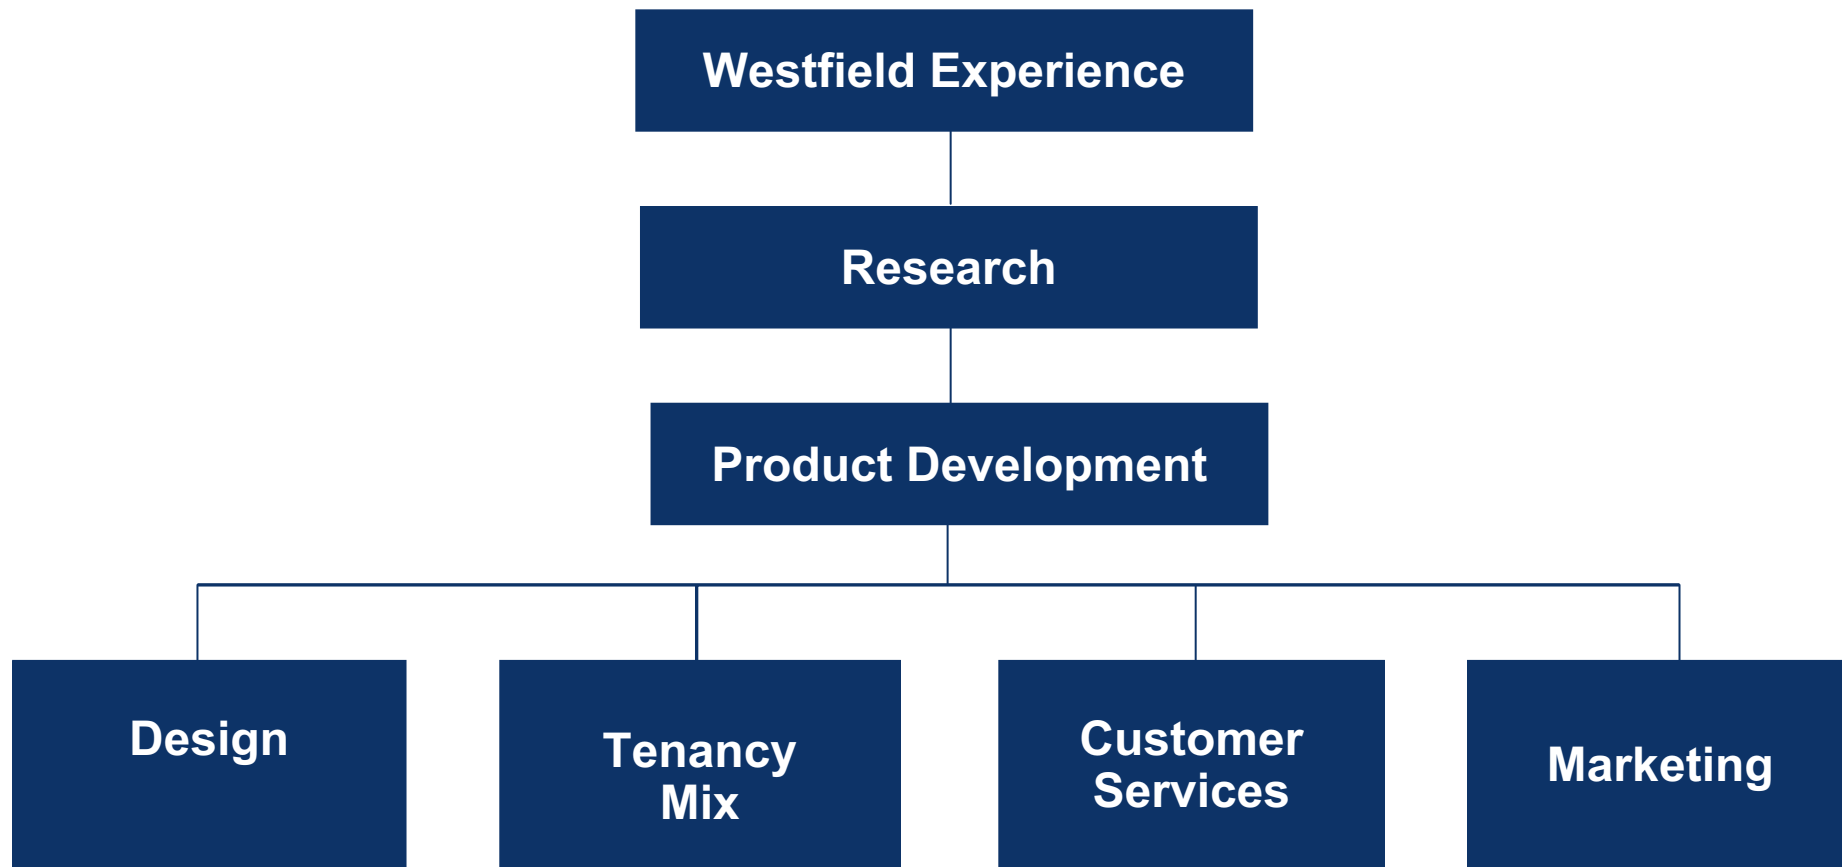 Westfield Experience
Research
Product Development
Design
Tenancy
Mix
Customer
Services
Marketing